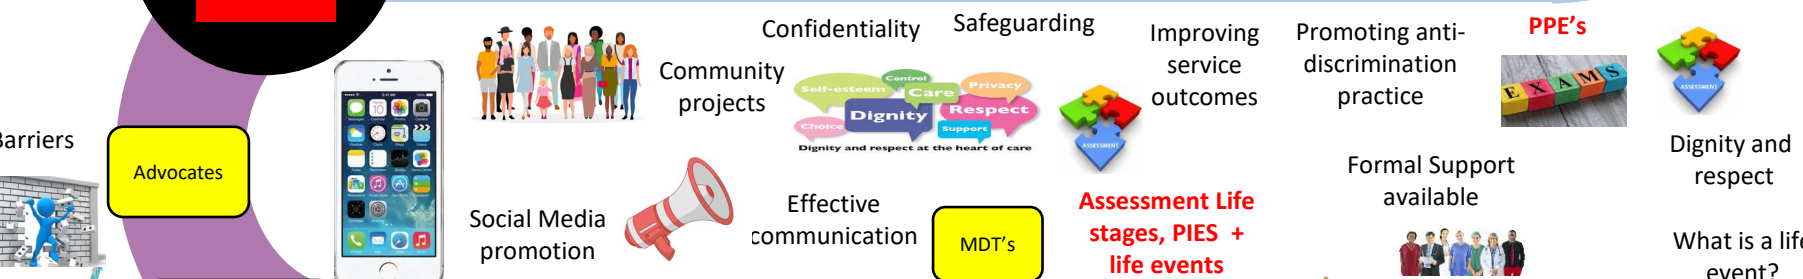 Barriers
Advocates
Social Media
promotion
Community
projects
Confidentiality
Safeguarding
Self-esteem
Control
Care
Privacy
Dignity
Respect
Choice
Support
Dignity and respect at the heart of care
Effective
communication
MDT's
ASSESSMENT
Improving
service
outcomes
Assessment Life
stages, PIES +
life events
Promoting anti-
discrimination
practice
Formal Support
available
PPE's
EXAMS
ASSESSMENT
Dignity and
respect
What is a life
event?